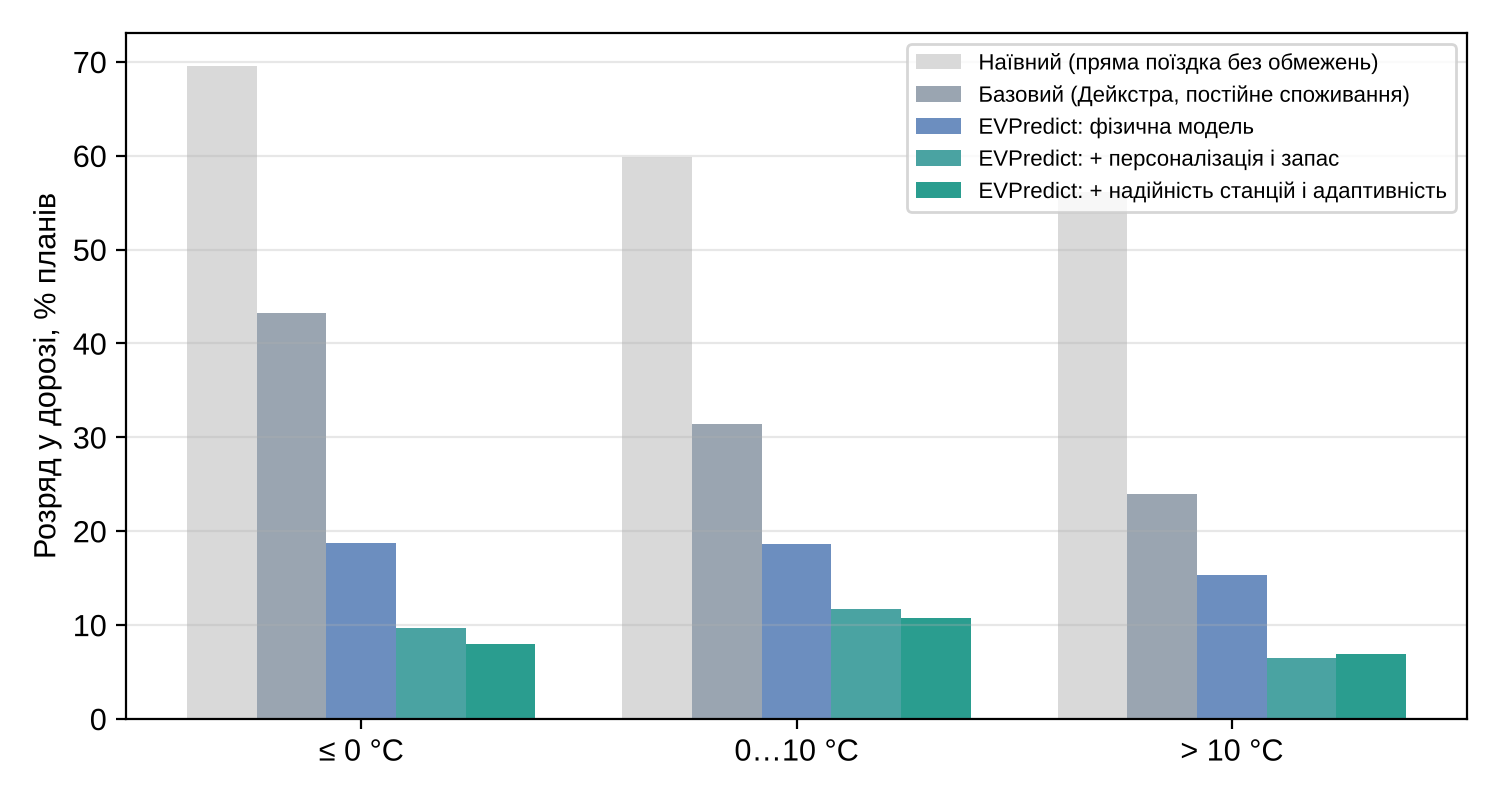 Розряд у дорозі, % планів
70
60
50
40
30
20
10
0
Наївний (пряма поїздка без обмежень)
Базовий (Дейкстра, постійне споживання)
EVPredict: фізична модель
EVPredict: + персоналізація і запас
EVPredict: + надійність станцій і адаптивність
≤ 0 °C
0…10 °C
> 10 °C